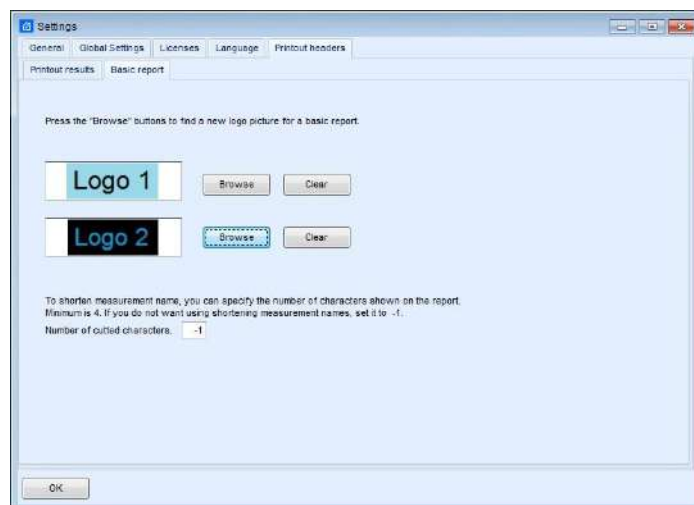 Settings
General Global Settings Licenses Language Printout headers
Printout results Basic report
Press the "Browse" buttons to find a new logo picture for a basic report.
Logo 1 Browse Clear
Logo 2 Browse Clear
To shorten measurement name, you can specify the number of characters shown on the report.
Minimum is 4. If you do not want using shortening measurement names, set it to -1.
Number of cutted characters. -1
OK